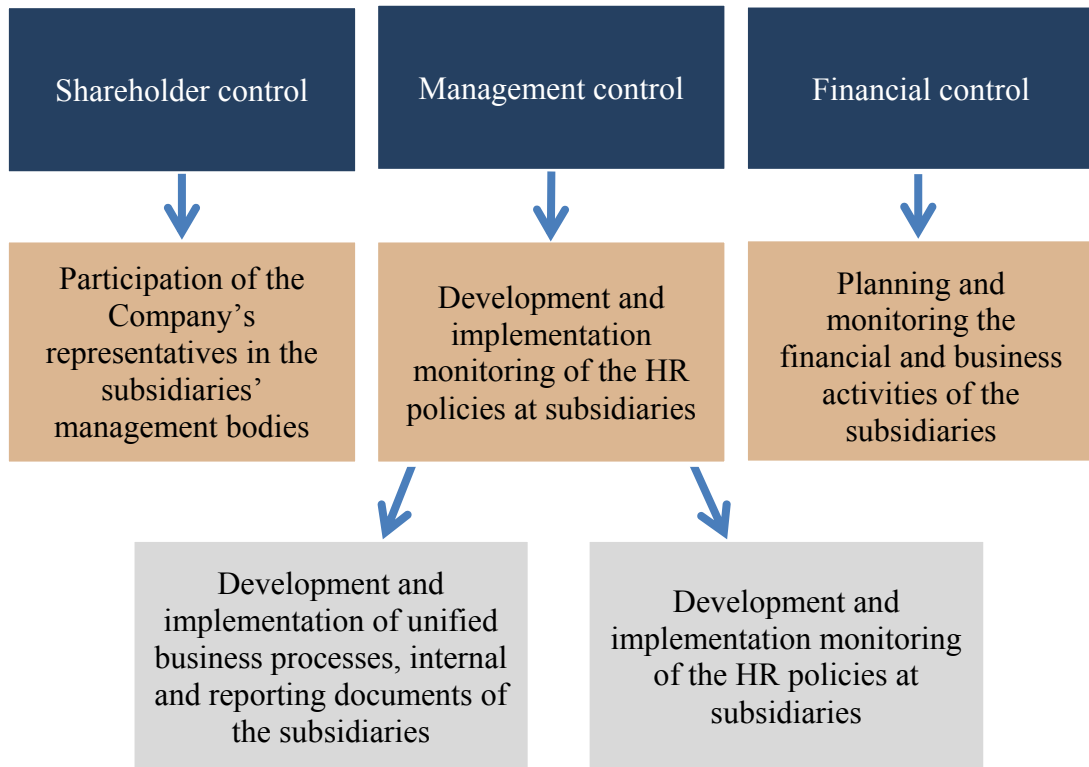 Shareholder control
Management control
Financial control
Participation of the
Company’s
representatives in the
subsidiaries’
management bodies
Development and
implementation
monitoring of the HR
policies at subsidiaries
Planning and
monitoring the
financial and business
activities of the
subsidiaries
Development and
implementation of unified
business processes, internal
and reporting documents of
the subsidiaries
Development and
implementation monitoring
of the HR policies at
subsidiaries